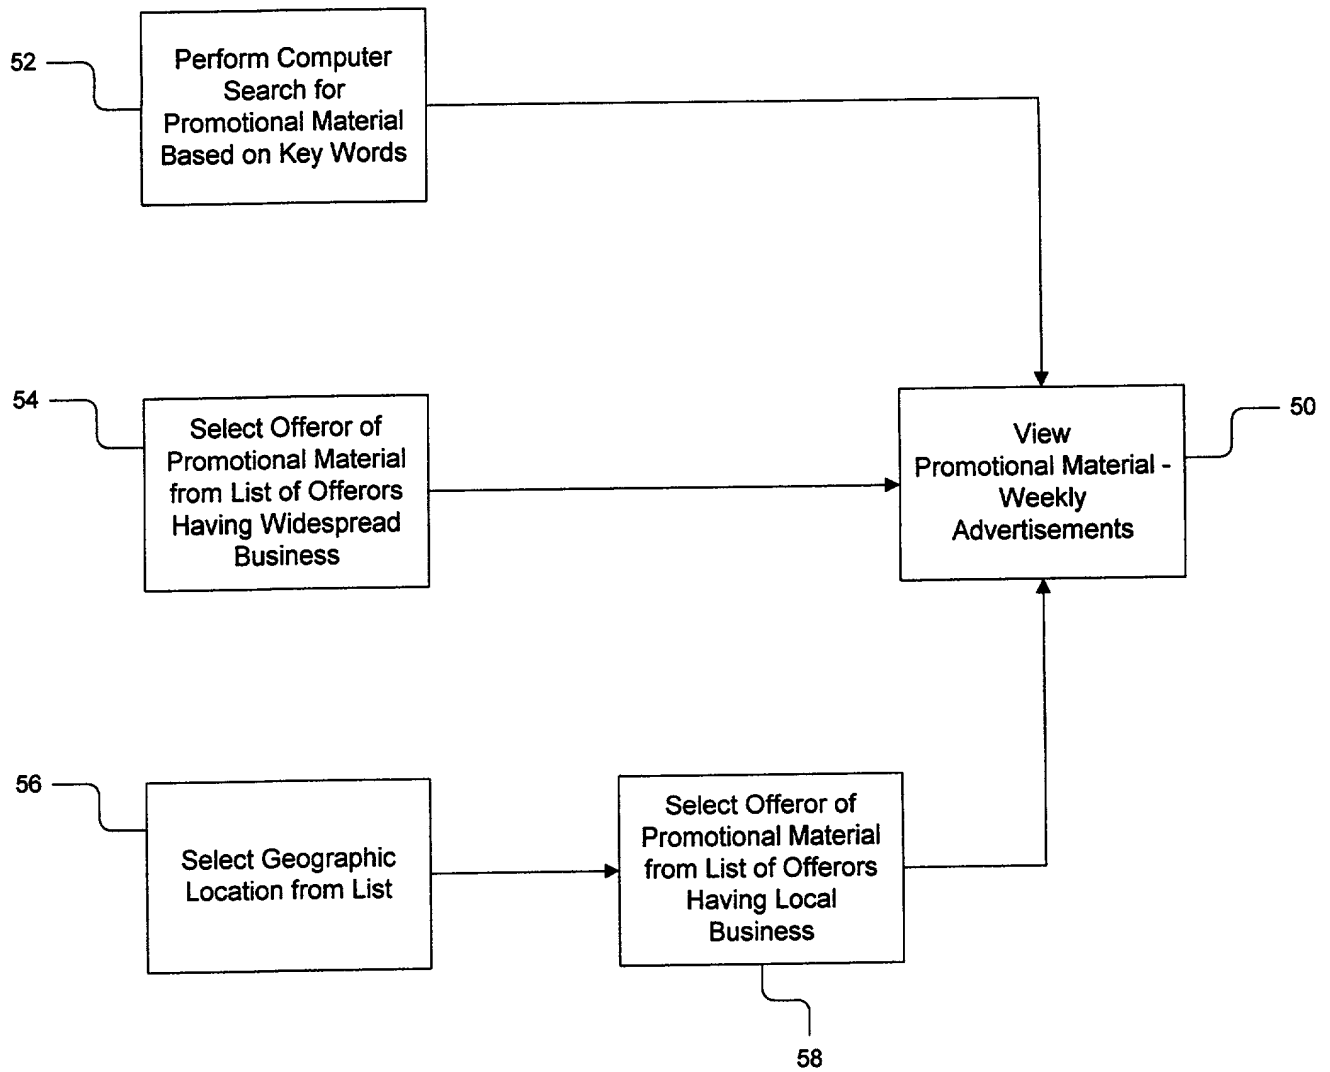 52
Perform Computer
Search for
Promotional Material
Based on Key Words
54
Select Offeror of
Promotional Material
from List of Offerors
Having Widespread
Business
View
Promotional Material -
Weekly
Advertisements
50
56
Select Geographic
Location from List
Select Offeror of
Promotional Material
from List of Offerors
Having Local
Business
58